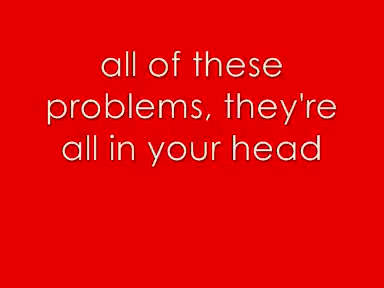 all of these
problems, they're
all in your head